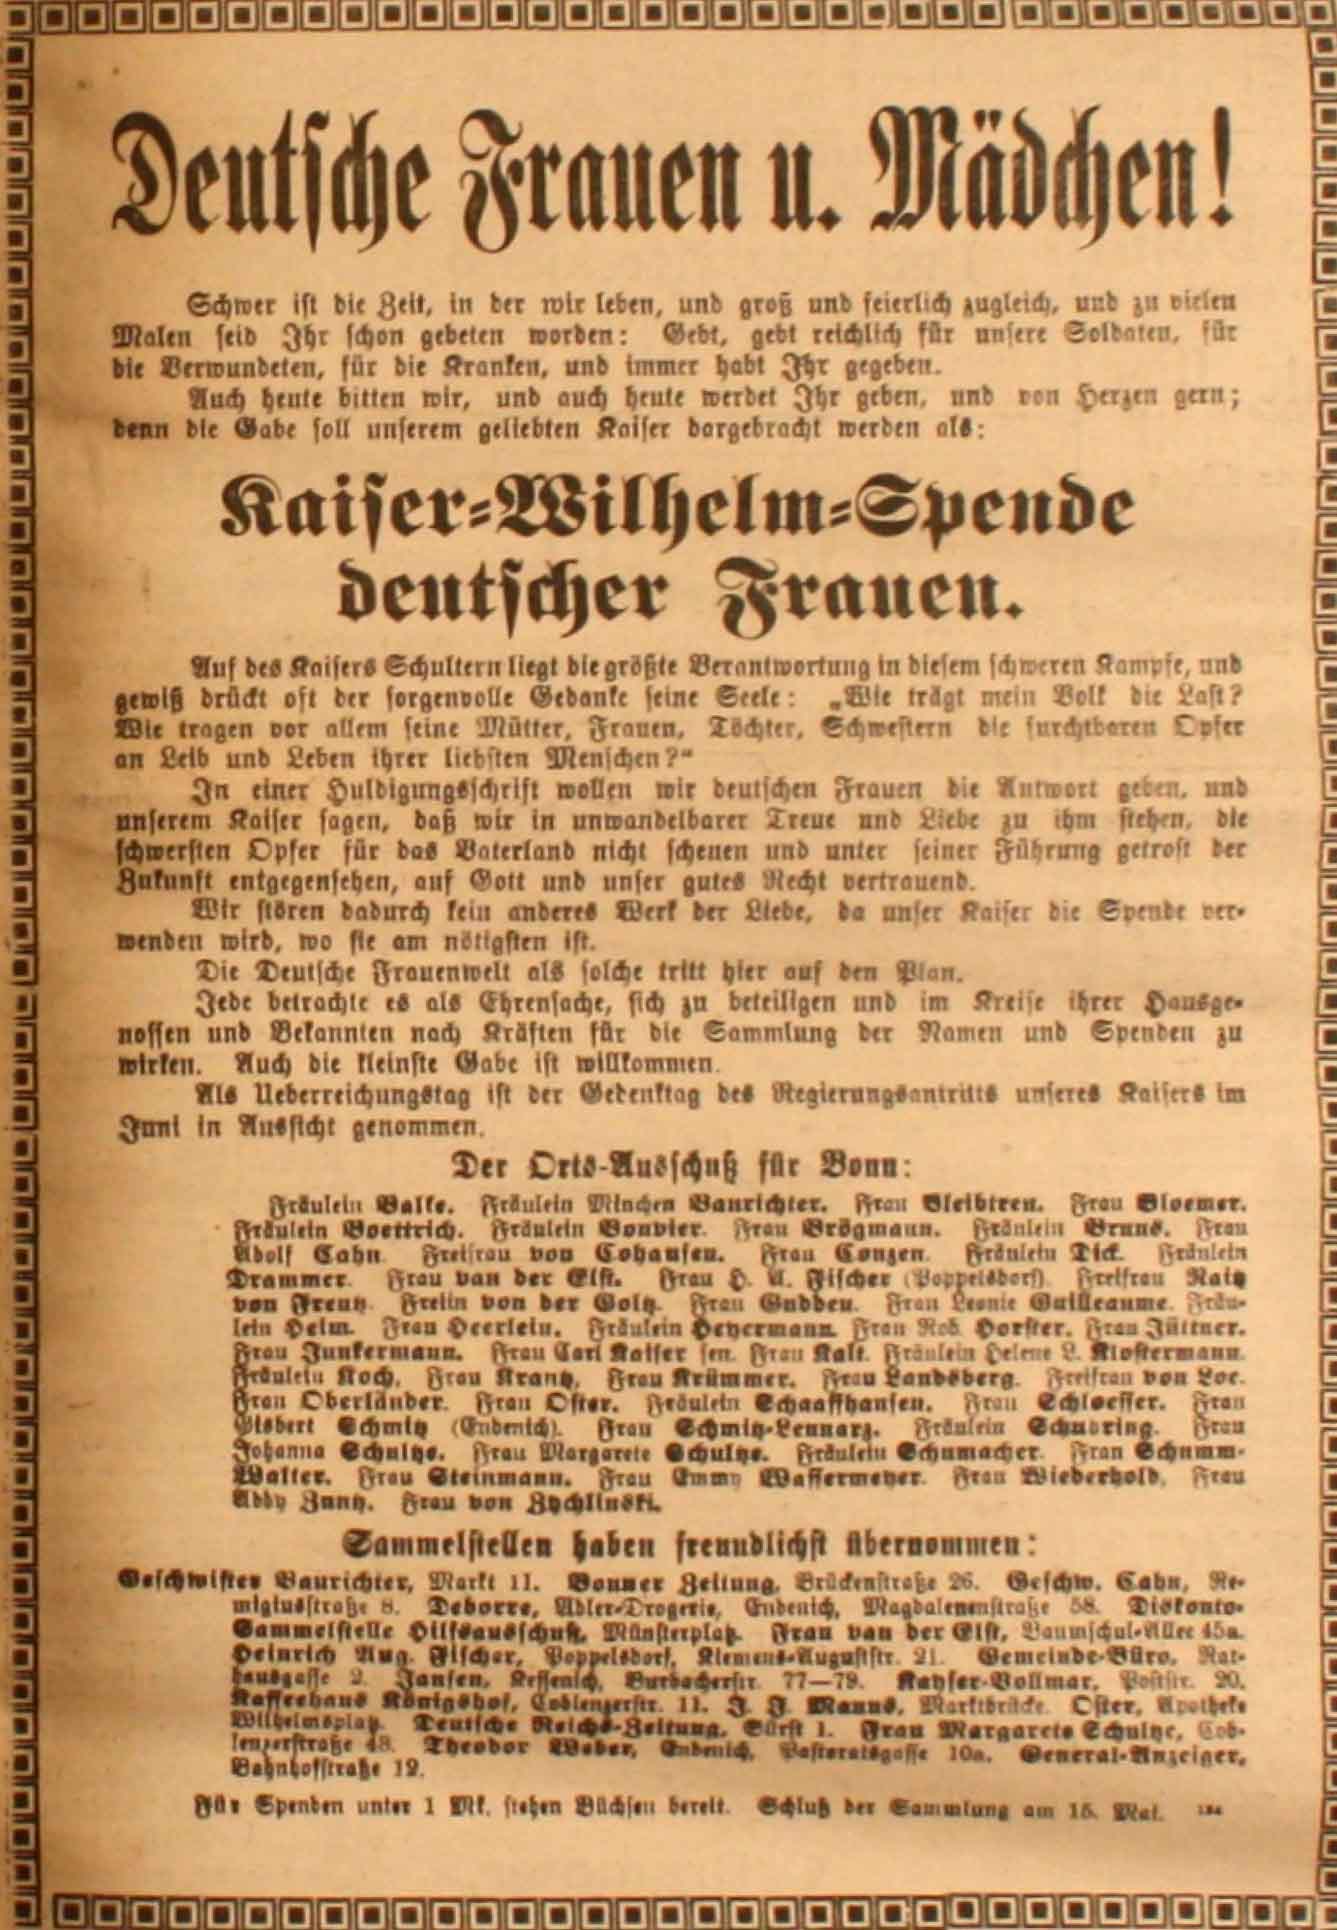 Deutsche Frauen u. Mädchen!
Schwer ist die Zeit, in der wir leben, und groß und feierlich zugleich, und zu vielen
Malen seid Ihr schon gebeten worden: Gebt, gebt reichlich für unsere Soldaten, für
die Verwundeten, für die Kranken, und immer habt Ihr gegeben.
Auch heute bitten wir, und auch heute werdet Ihr geben, und von Herzen gern;
denn die Gabe soll unserem geliebten Kaiser dargebracht werden als:
Kaiser-Wilhelm-Spende
deutscher Frauen.
Auf des Kaisers Schultern liegt die größte Verantwortung in diesem schweren Kampfe, und
gewiß drückt oft der sorgenvolle Gedanke seine Seele: „Wie trägt mein Volk die Last?
Wie tragen vor allem seine Mütter, Frauen, Töchter, Schwestern die furchtbaren Opfer
an Leib und Leben ihrer liebsten Menschen?“
In einer Huldigungsschrift wollen wir deutschen Frauen die Antwort geben, und
unserem Kaiser sagen, daß wir in unwandelbarer Treue und Liebe zu ihm stehen, die
schwersten Opfer für das Vaterland nicht scheuen und unter seiner Führung getrost der
Zukunft entgegensehen, auf Gott und unser gutes Recht vertrauend.
Wir stören dadurch kein anderes Werk der Liebe, da unser Kaiser die Spende ver-
wenden wird, wo sie am nötigsten ist.
Die Deutsche Frauenwelt als solche tritt hier auf den Plan.
Jede betrachte es als Ehrensache, sich zu beteiligen und im Kreise ihrer Hausge-
nossen und Bekannten nach Kräften für die Sammlung der Namen und Spenden zu
wirken. Auch die kleinste Gabe ist willkommen.
Als Ueberreichungstag ist der Gedenktag des Regierungsantritts unseres Kaisers im
Juni in Aussicht genommen.
Der Orts-Ausschuß für Bonn:
Fräulein Balke. Fräulein Minchen Baurichter. Frau Bleibtreu. Frau Bloemer.
Fräulein Boettrich. Fräulein Bouvier. Frau Brögmann. Fräulein Bruns. Frau
Adolf Cahn. Freifrau von Cohausen. Frau Conzen. Fräulein Dick. Fräulein
Drammer. Frau van der Elst. Frau H. A. Fischer (Poppelsdorf). Freifrau Raitz
von Frentz. Freiin von der Goltz. Frau Gudden. Frau Leonie Guilleaume. Fräu-
lein Helm. Frau Heerlein. Fräulein Heyermann. Frau Rob. Horster. Frau Jüttner.
Frau Junkermann. Frau Carl Kaiser sen. Frau Kalt. Fräulein Helene L. Klostermann.
Fräulein Koch. Frau Krantz. Frau Krümmer. Frau Landsberg. Freifrau von Loe.
Frau Oberländer. Frau Oster. Fräulein Schaaffhausen. Frau Schloesser. Frau
Gisbert Schmitz (Endenich). Frau Schmitz-Lennarz. Fräulein Schubring. Frau
Johanna Schultze. Frau Margarete Schultze. Fräulein Schumacher. Frau Schumm-
Walter. Frau Steinmann. Frau Emmy Wassermeyer. Frau Wiederhold. Frau
Abby Zuntz. Frau von Zychlinski.
Sammelstellen haben freundlichst übernommen:
Geschwister Baurichter, Markt 11. Bonner Zeitung, Brückenstraße 26. Geschw. Cahn, Re-
migiusstraße 8. Deborre, Adler-Drogerie, Endenich, Magdalenenstraße 58. Diskonto-
Sammelstelle Hilfsausschuß, Münsterplatz. Frau van der Elst, Baumschul-Allee 45a.
Heinrich Aug. Fischer, Poppelsdorf, Klemens-Auguststr. 21. Gemeinde-Büro, Rat-
hausgasse 2. Jansen, Kessenich, Burbacherstr. 77—79. Kayser-Vollmar, Poststr. 20.
Kaffeehaus Königshof, Coblenzerstr. 11. J. J. Manns, Marktbrücke. Oster, Apotheke
Wilhelmsplatz. Deutsche Reichs-Zeitung, Bürst 1. Frau Margarete Schultze, Cob-
lenzerstraße 48. Theodor Weber, Endenich, Pastoratsgasse 10a. General-Anzeiger,
Bahnhofstraße 12.
Für Spenden unter 1 Mk. stehen Büchsen bereit. Schluß der Sammlung am 15. Mai.